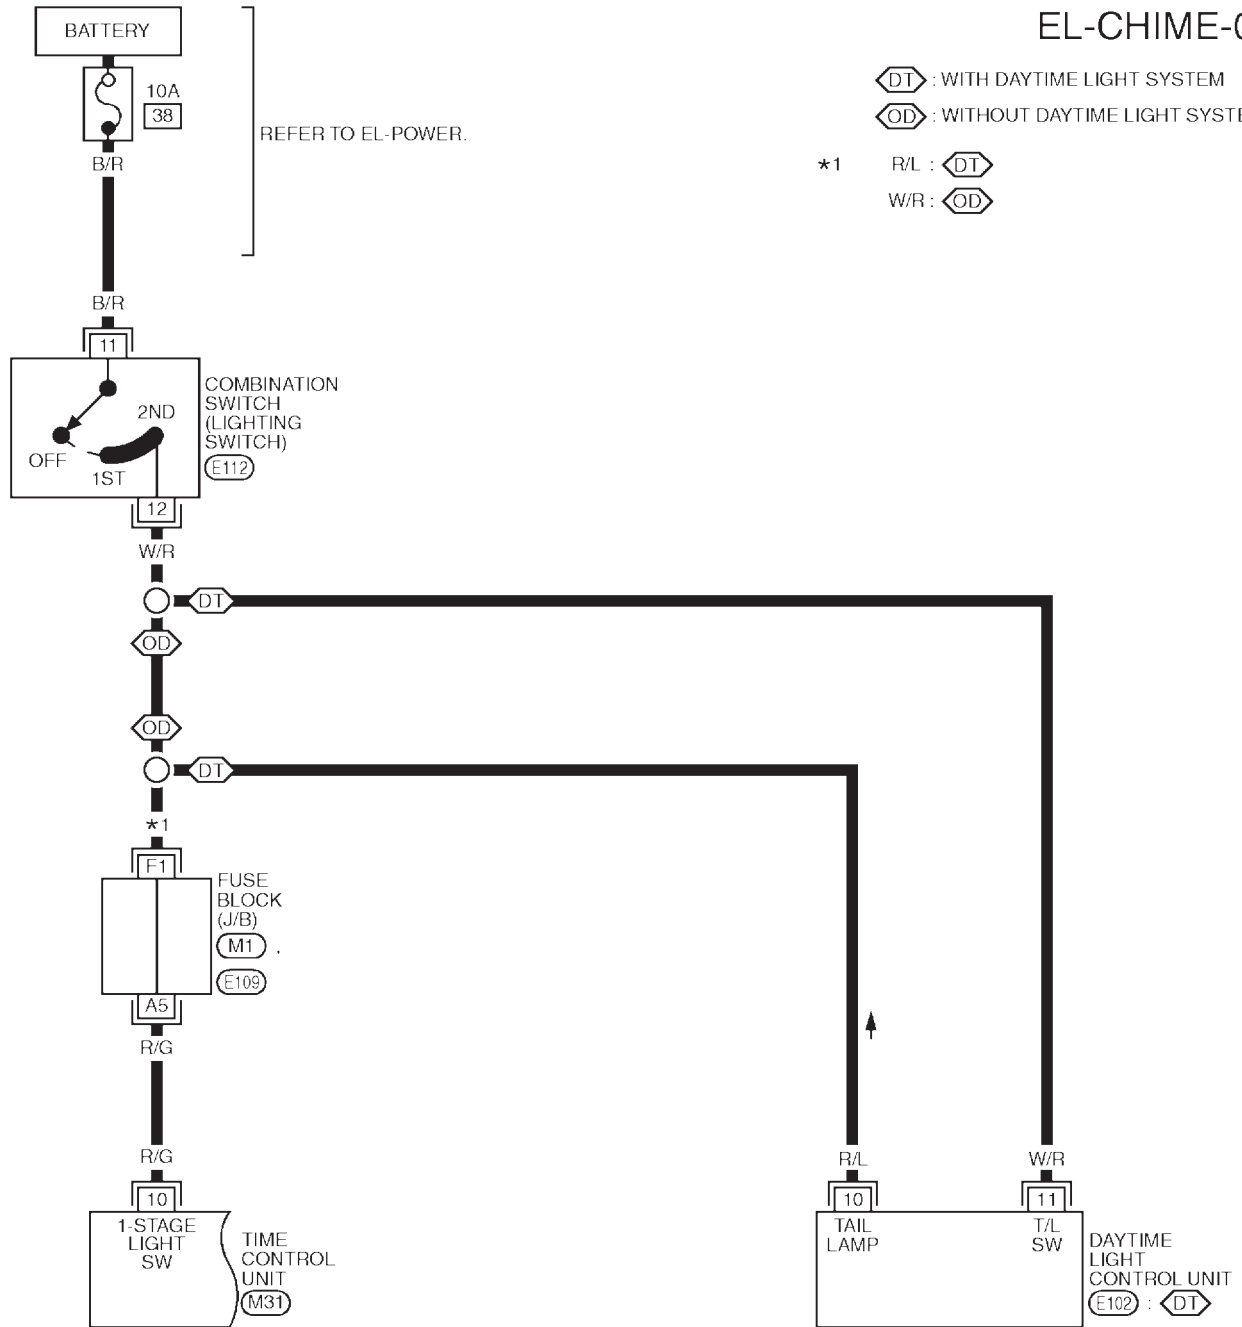 EL-CHIME-0
BATTERY
10A
38
REFER TO EL-POWER.
DT : WITH DAYTIME LIGHT SYSTEM
OD : WITHOUT DAYTIME LIGHT SYSTE
★1 R/L : DT
W/R : OD
B/R
B/R
11
COMBINATION
SWITCH
(LIGHTING
SWITCH)
E112
2ND
OFF
1ST
12
W/R
DT
OD
OD
DT
★1
F1
FUSE
BLOCK
(J/B)
M1 ,
E109
A5
R/G
R/G
10
1-STAGE
LIGHT
SW
TIME
CONTROL
UNIT
M31
R/L
W/R
10
11
TAIL
LAMP
T/L
SW
DAYTIME
LIGHT
CONTROL UNIT
E102 : DT